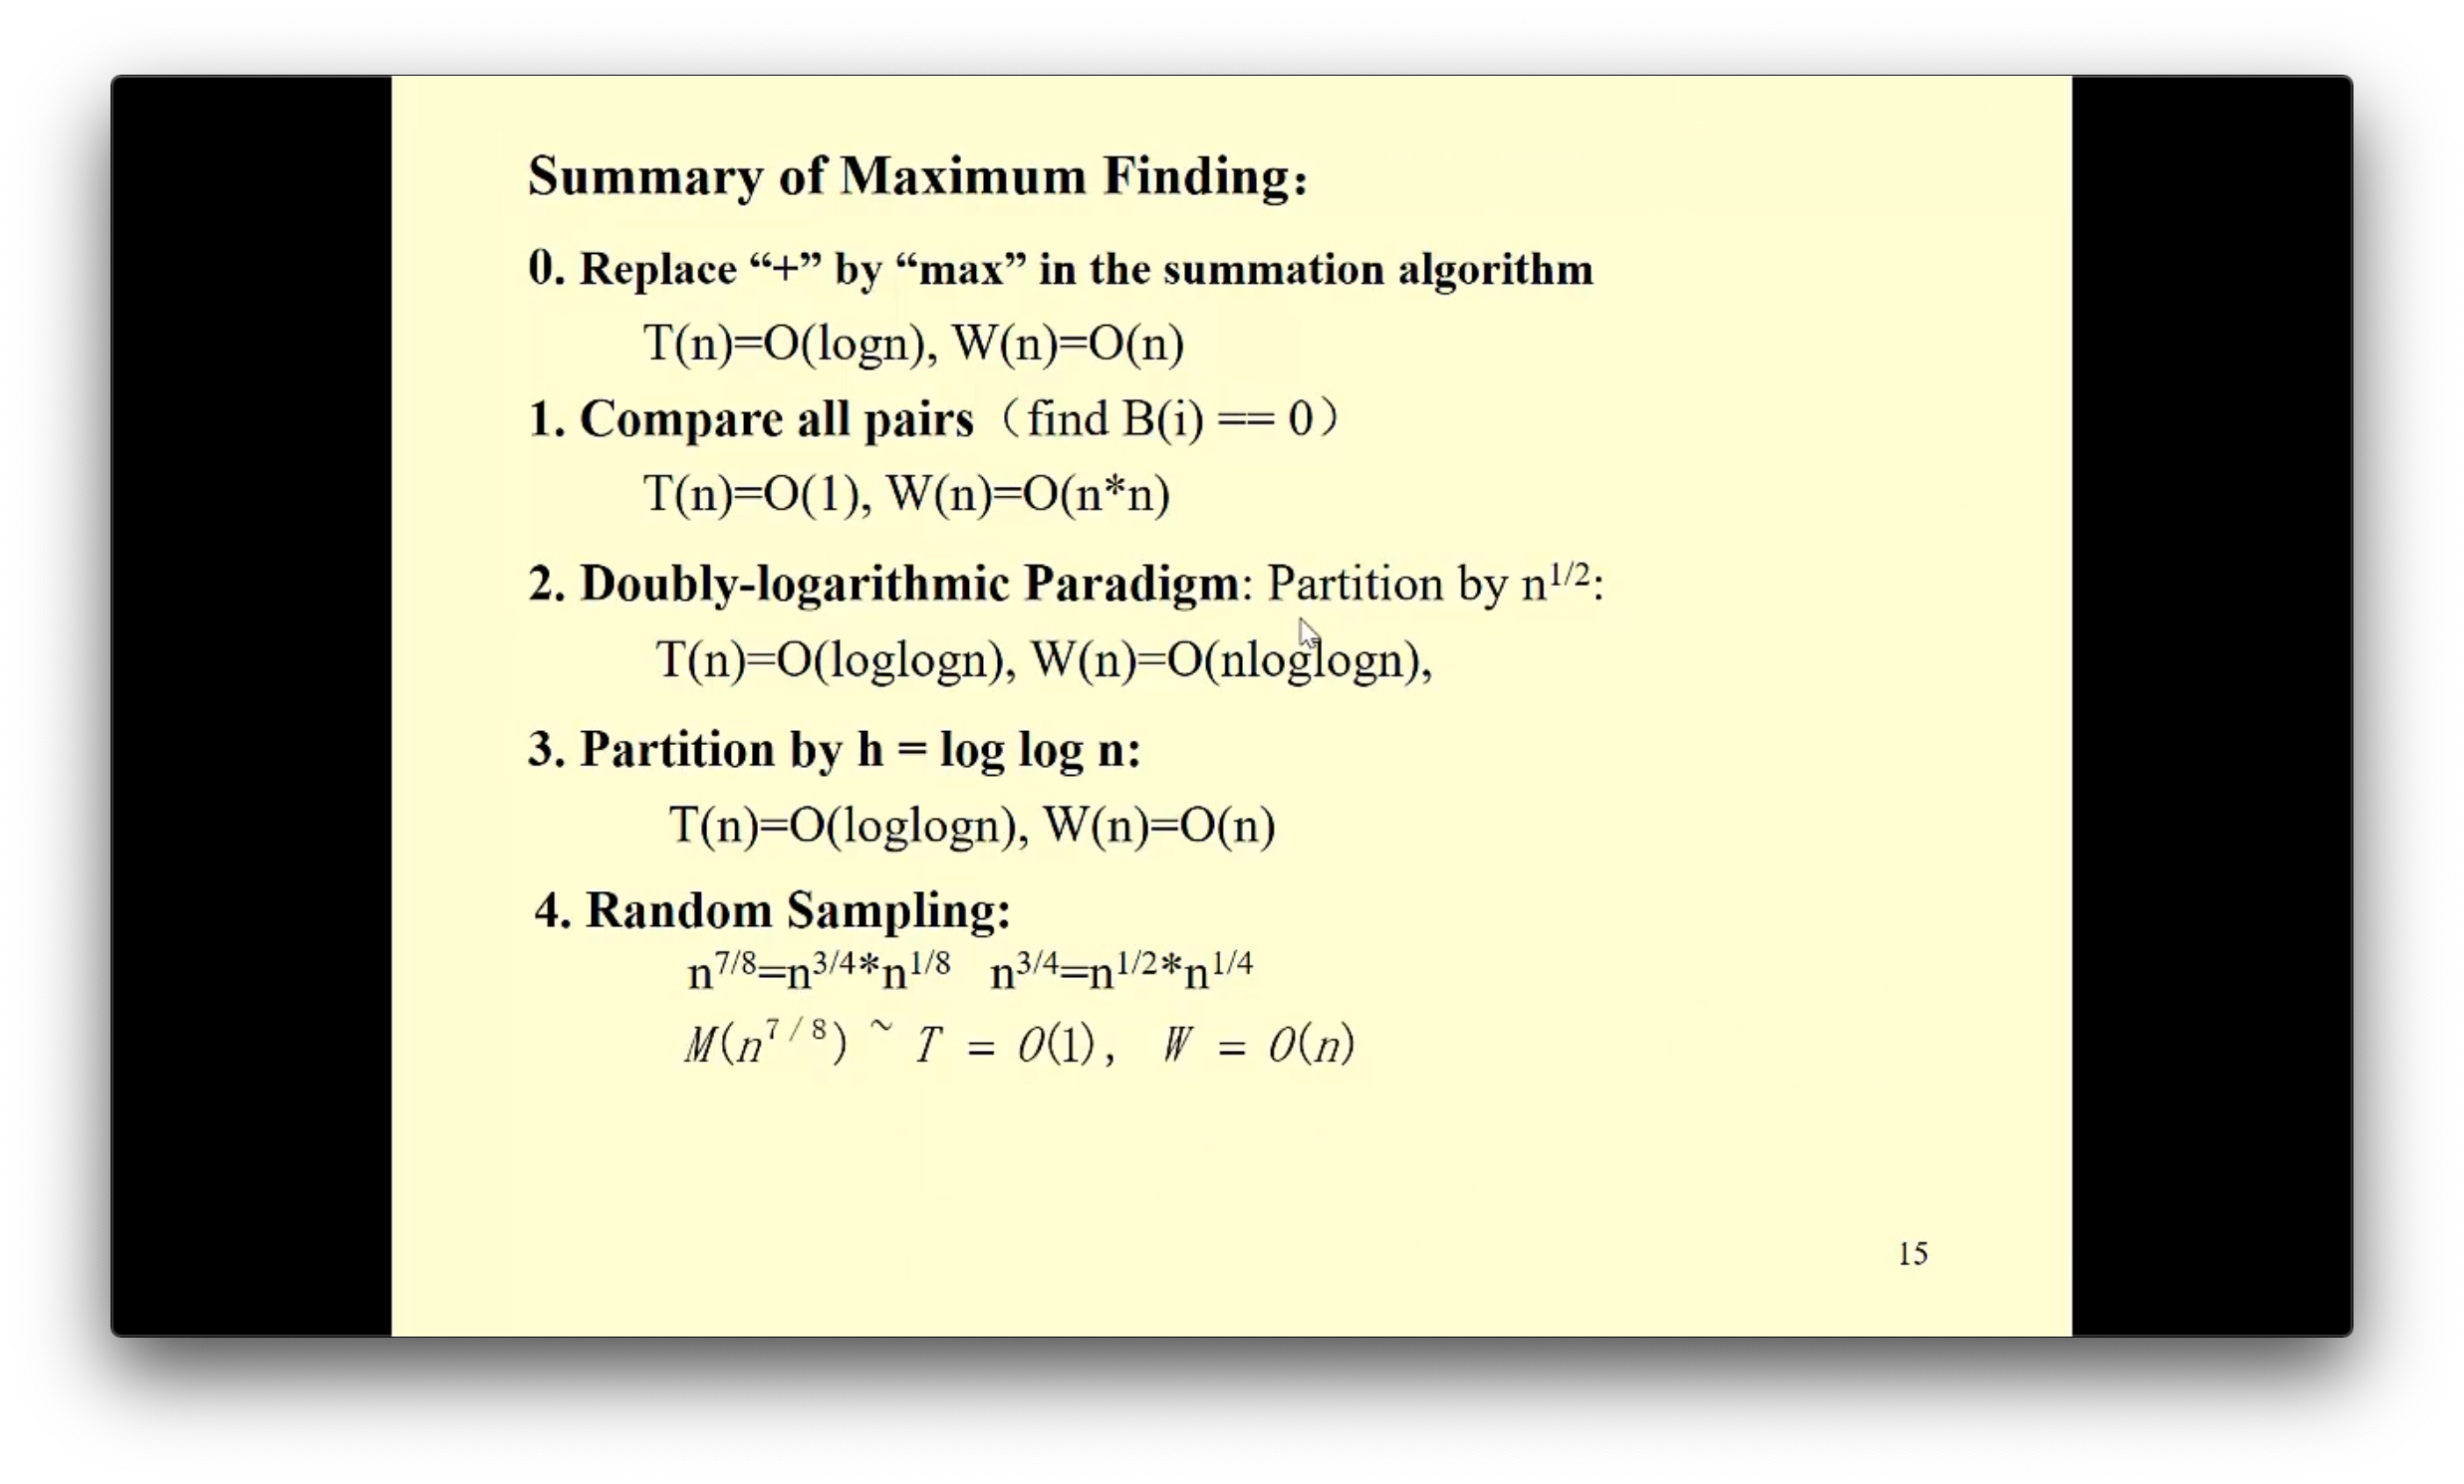 Summary of Maximum Finding：
0. Replace “+” by “max” in the summation algorithm
T(n)=O(logn), W(n)=O(n)
1. Compare all pairs（find B(i) == 0）
T(n)=O(1), W(n)=O(n*n)
2. Doubly-logarithmic Paradigm: Partition by n^{1/2}:
T(n)=O(loglogn), W(n)=O(nloglogn),
3. Partition by h = log log n:
T(n)=O(loglogn), W(n)=O(n)
4. Random Sampling:
n^{7/8}=n^{3/4}*n^{1/8} n^{3/4}=n^{1/2}*n^{1/4}
M(n^{7/8}) ~ T = O(1), W = O(n)
15